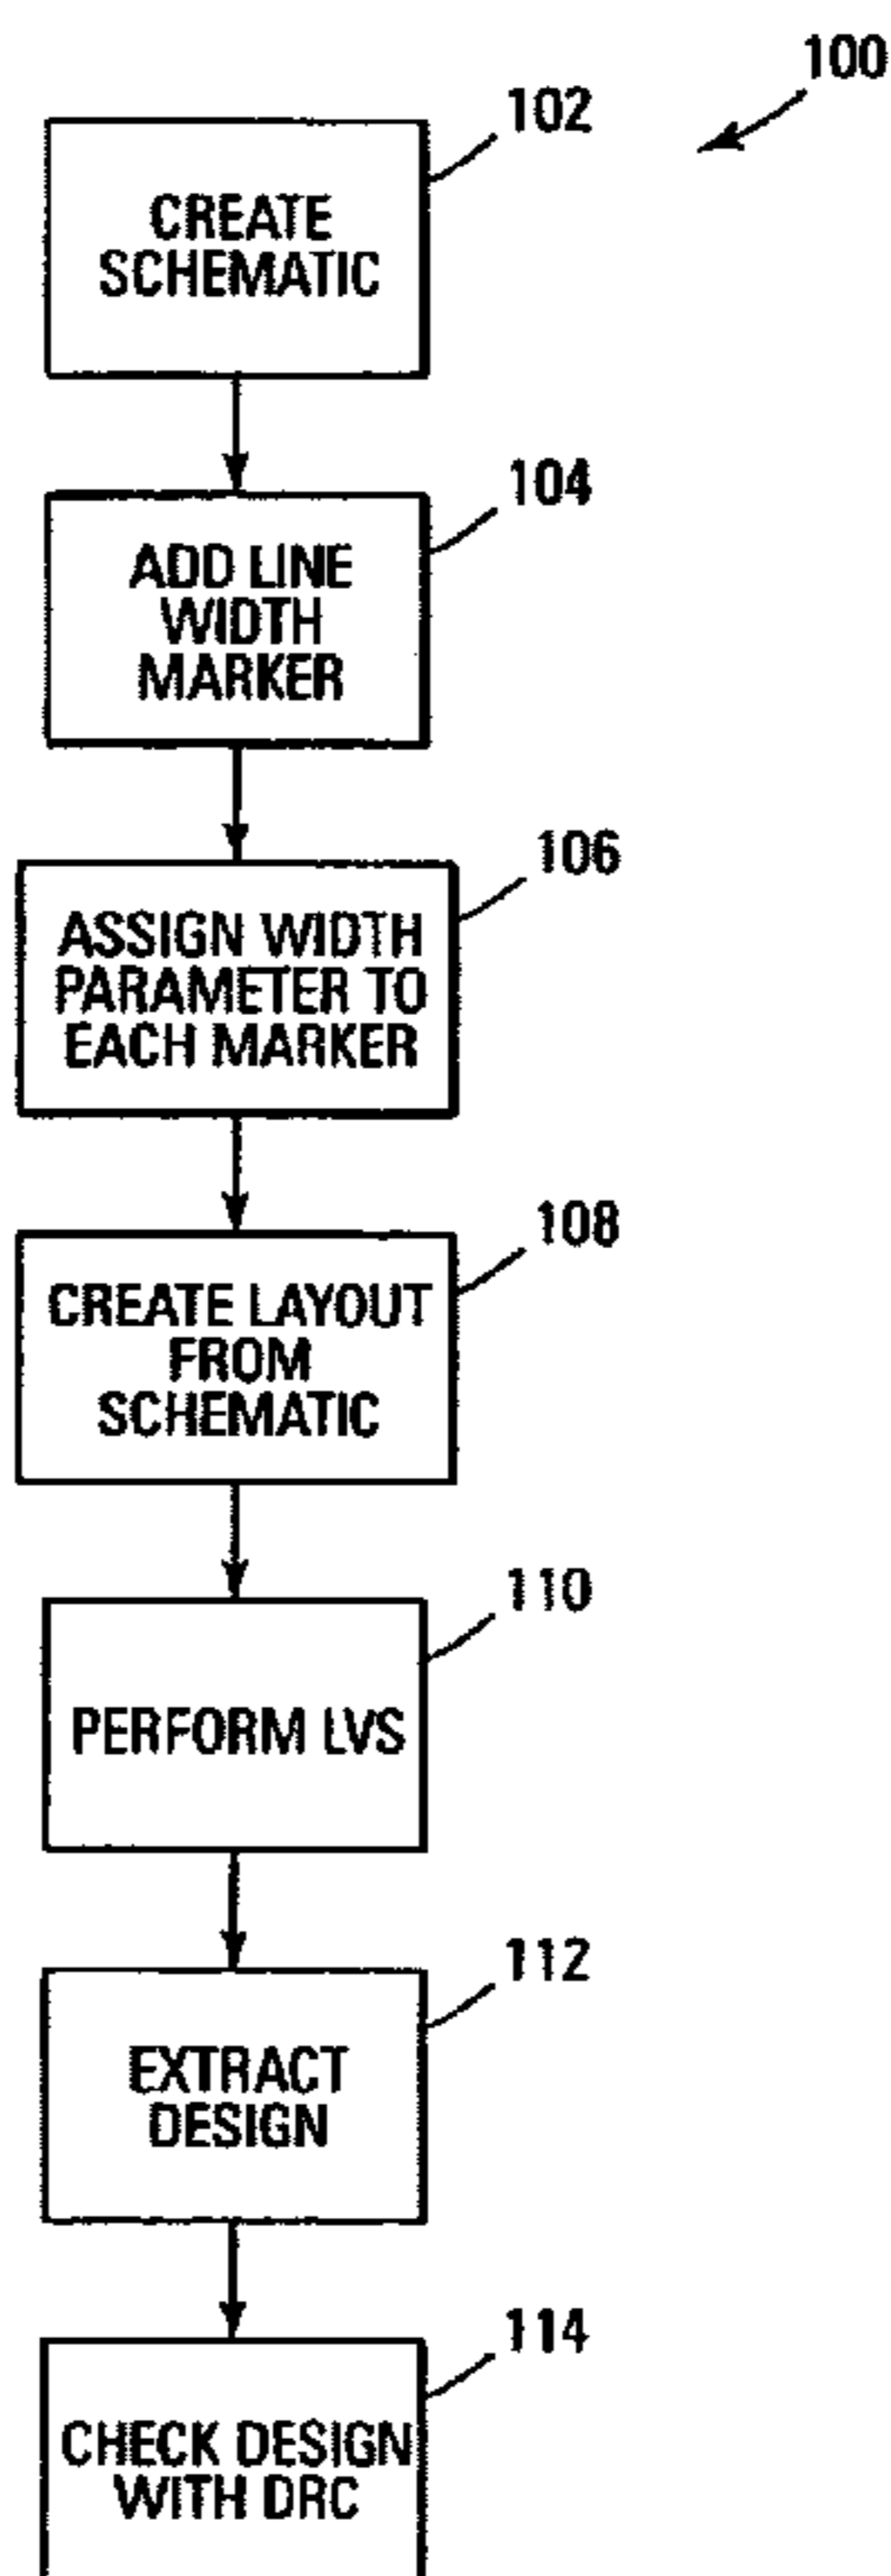 100
102
CREATE
SCHEMATIC
104
ADD LINE
WIDTH
MARKER
106
ASSIGN WIDTH
PARAMETER TO
EACH MARKER
108
CREATE LAYOUT
FROM
SCHEMATIC
110
PERFORM LVS
112
EXTRACT
DESIGN
114
CHECK DESIGN
WITH DRC